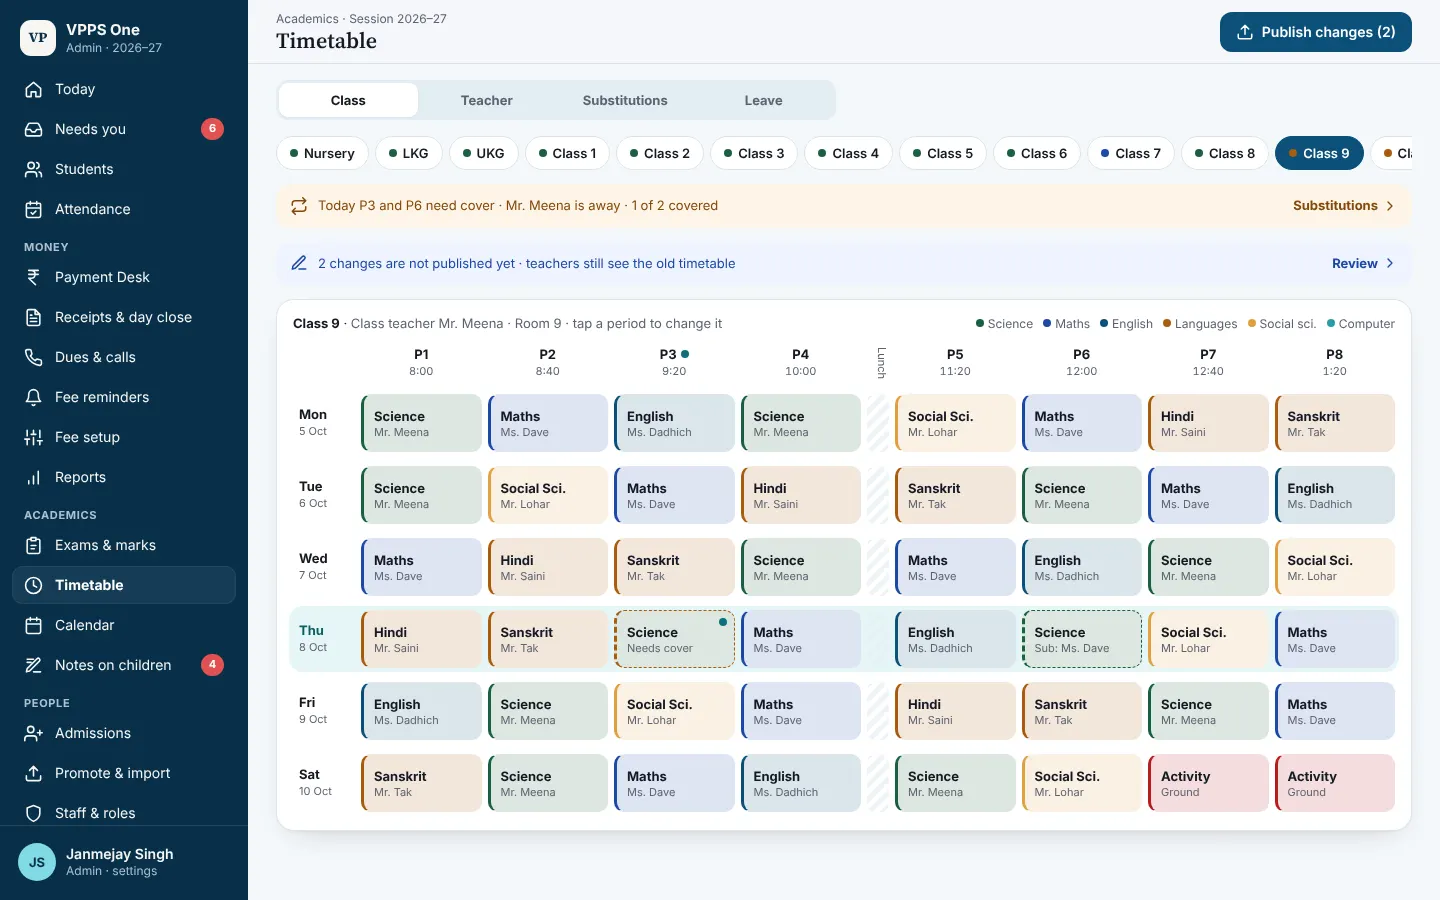 VP
VPPS One
Admin · 2026–27
Today
Needs you 6
Students
Attendance
MONEY
Payment Desk
Receipts & day close
Dues & calls
Fee reminders
Fee setup
Reports
ACADEMICS
Exams & marks
Timetable
Calendar
Notes on children 4
PEOPLE
Admissions
Promote & import
Staff & roles
JS
Janmejay Singh
Admin · settings
Academics · Session 2026–27
Timetable
Publish changes (2)
Class Teacher Substitutions Leave
Nursery LKG UKG Class 1 Class 2 Class 3 Class 4 Class 5 Class 6 Class 7 Class 8 Class 9 Cl
Today P3 and P6 need cover · Mr. Meena is away · 1 of 2 covered Substitutions
2 changes are not published yet · teachers still see the old timetable Review
Class 9 · Class teacher Mr. Meena · Room 9 · tap a period to change it Science Maths English Languages Social sci. Computer
P1 P2 P3 P4 Lunch P5 P6 P7 P8
8:00 8:40 9:20 10:00 11:20 12:00 12:40 1:20
Mon Science Maths English Science Social Sci. Maths Hindi Sanskrit
5 Oct Mr. Meena Ms. Dave Ms. Dadhich Mr. Meena Mr. Lohar Ms. Dave Mr. Saini Mr. Tak
Tue Science Social Sci. Maths Hindi Sanskrit Science Maths English
6 Oct Mr. Meena Mr. Lohar Ms. Dave Mr. Saini Mr. Tak Mr. Meena Ms. Dave Ms. Dadhich
Wed Maths Hindi Sanskrit Science Maths English Science Social Sci.
7 Oct Ms. Dave Mr. Saini Mr. Tak Mr. Meena Ms. Dave Ms. Dadhich Mr. Meena Mr. Lohar
Thu Hindi Sanskrit Science Maths English Science Social Sci. Maths
8 Oct Mr. Saini Mr. Tak Needs cover Ms. Dave Ms. Dadhich Sub: Ms. Dave Mr. Lohar Ms. Dave
Fri English Science Social Sci. Maths Hindi Sanskrit Science Maths
9 Oct Ms. Dadhich Mr. Meena Mr. Lohar Ms. Dave Mr. Saini Mr. Tak Mr. Meena Ms. Dave
Sat Sanskrit Science Maths English Science Social Sci. Activity Activity
10 Oct Mr. Tak Mr. Meena Ms. Dave Ms. Dadhich Mr. Meena Mr. Lohar Ground Ground